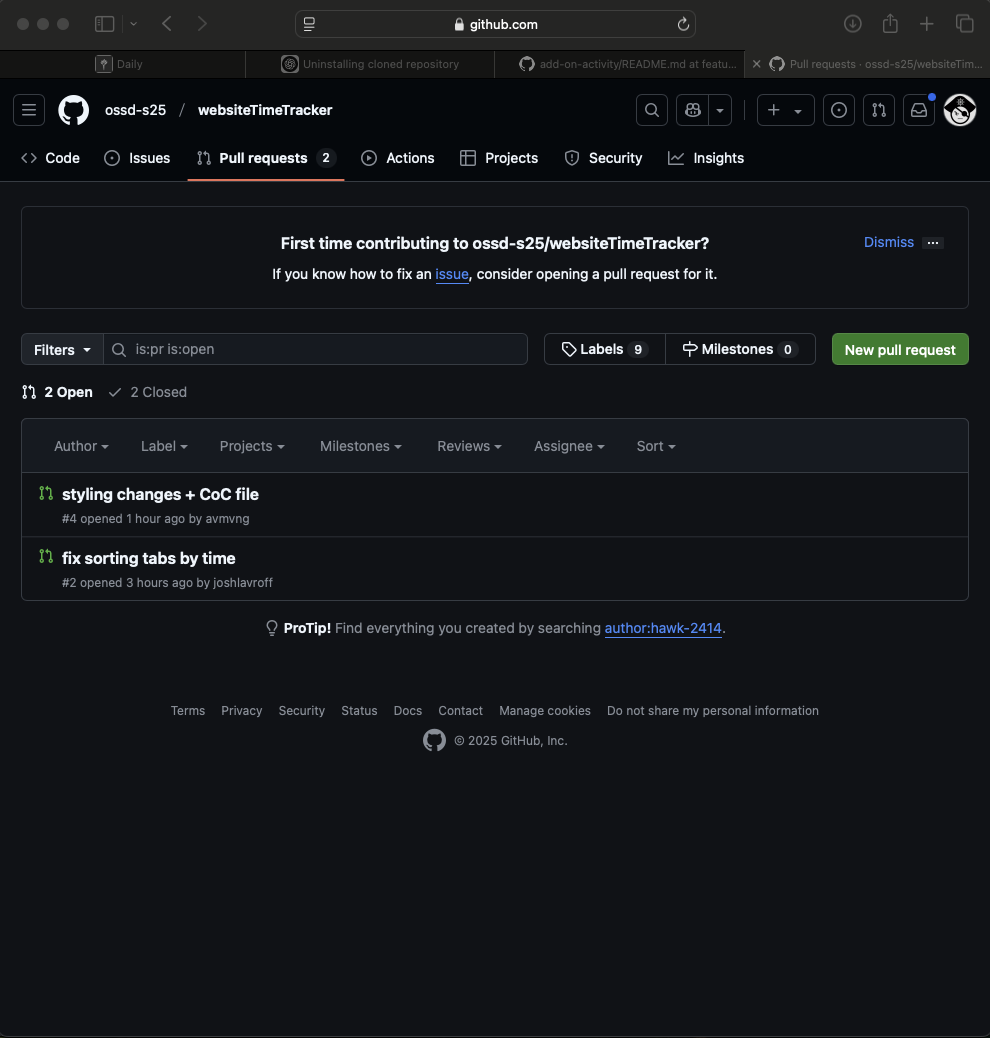 github.com
Daily
Uninstalling cloned repository
add-on-activity/README.md at featu...
Pull requests · ossd-s25/websiteTim...
ossd-s25 / websiteTimeTracker
Code
Issues
Pull requests 2
Actions
Projects
Security
Insights
First time contributing to ossd-s25/websiteTimeTracker?
Dismiss
If you know how to fix an issue, consider opening a pull request for it.
Filters
is:pr is:open
Labels 9
Milestones 0
New pull request
2 Open
2 Closed
Author
Label
Projects
Milestones
Reviews
Assignee
Sort
styling changes + CoC file
#4 opened 1 hour ago by avmvng
fix sorting tabs by time
#2 opened 3 hours ago by joshlavroff
ProTip! Find everything you created by searching author:hawk-2414.
Terms
Privacy
Security
Status
Docs
Contact
Manage cookies
Do not share my personal information
© 2025 GitHub, Inc.